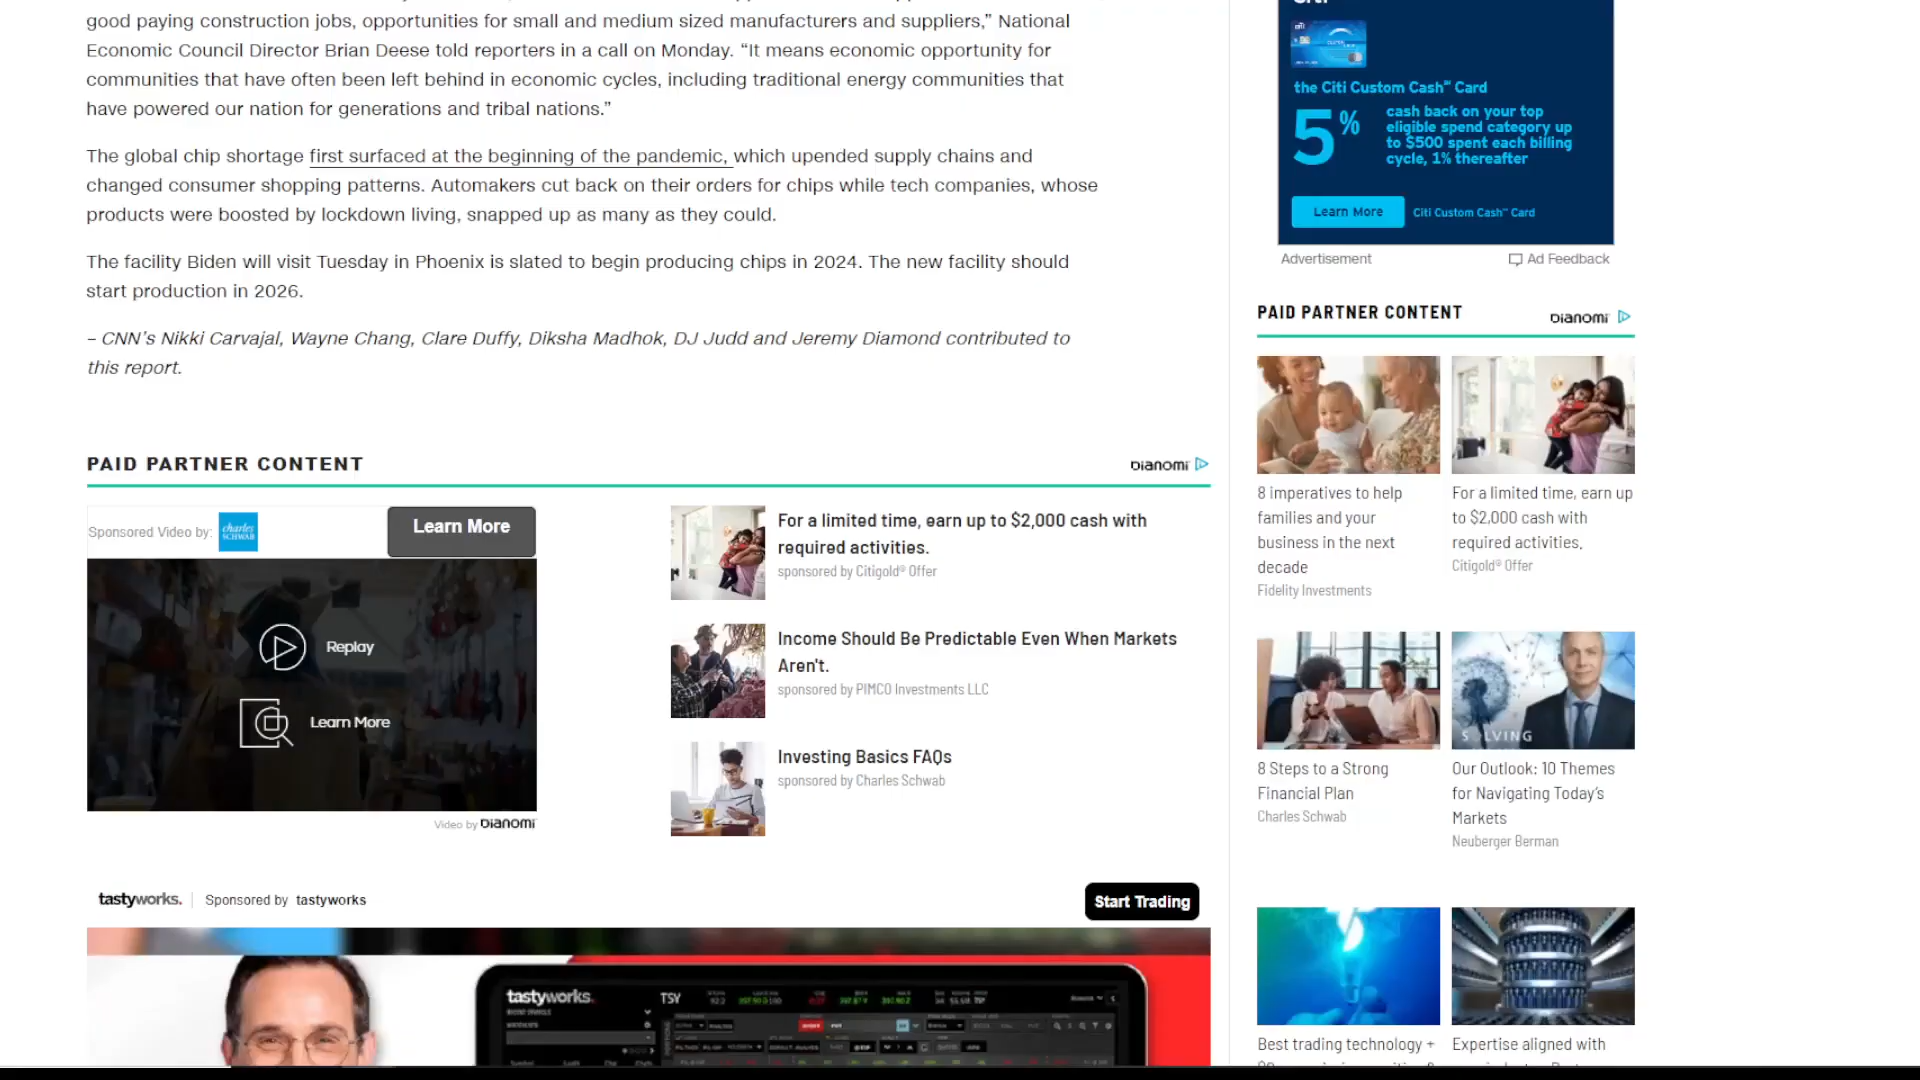 good paying construction jobs, opportunities for small and medium sized manufacturers and suppliers,” National
Economic Council Director Brian Deese told reporters in a call on Monday. “It means economic opportunity for
communities that have often been left behind in economic cycles, including traditional energy communities that
have powered our nation for generations and tribal nations.”
The global chip shortage first surfaced at the beginning of the pandemic, which upended supply chains and
changed consumer shopping patterns. Automakers cut back on their orders for chips while tech companies, whose
products were boosted by lockdown living, snapped up as many as they could.
The facility Biden will visit Tuesday in Phoenix is slated to begin producing chips in 2024. The new facility should
start production in 2026.
– CNN’s Nikki Carvajal, Wayne Chang, Clare Duffy, Diksha Madhok, DJ Judd and Jeremy Diamond contributed to
this report.
PAID PARTNER CONTENT
DIANOMI
Sponsored Video by:
charles
SCHWAB
Learn More
Replay
Learn More
Video by DIANOMI
For a limited time, earn up to $2,000 cash with
required activities.
sponsored by Citigold® Offer
Income Should Be Predictable Even When Markets
Aren't.
sponsored by PIMCO Investments LLC
Investing Basics FAQs
sponsored by Charles Schwab
tastyworks.
Sponsored by tastyworks
Start Trading
tastyworks.
TSY
the Citi Custom Cash℠ Card
5%
cash back on your top
eligible spend category up
to $500 spent each billing
cycle, 1% thereafter
Learn More
Citi Custom Cash℠ Card
Advertisement
Ad Feedback
PAID PARTNER CONTENT
DIANOMI
8 imperatives to help
families and your
business in the next
decade
Fidelity Investments
For a limited time, earn up
to $2,000 cash with
required activities.
Citigold® Offer
8 Steps to a Strong
Financial Plan
Charles Schwab
Our Outlook: 10 Themes
for Navigating Today’s
Markets
Neuberger Berman
Best trading technology +
Expertise aligned with